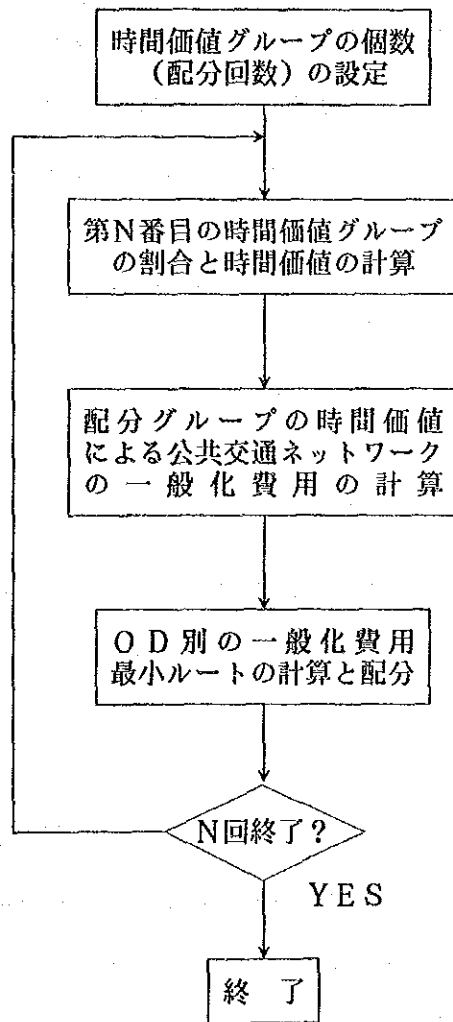 時間価値グループの個数
（配分回数）の設定
第N番目の時間価値グループ
の割合と時間価値の計算
配分グループの時間価値
による公共交通ネットワーク
の一般化費用の計算
ＯＤ別の一般化費用
最小ルートの計算と配分
N回終了？
YES
終 了